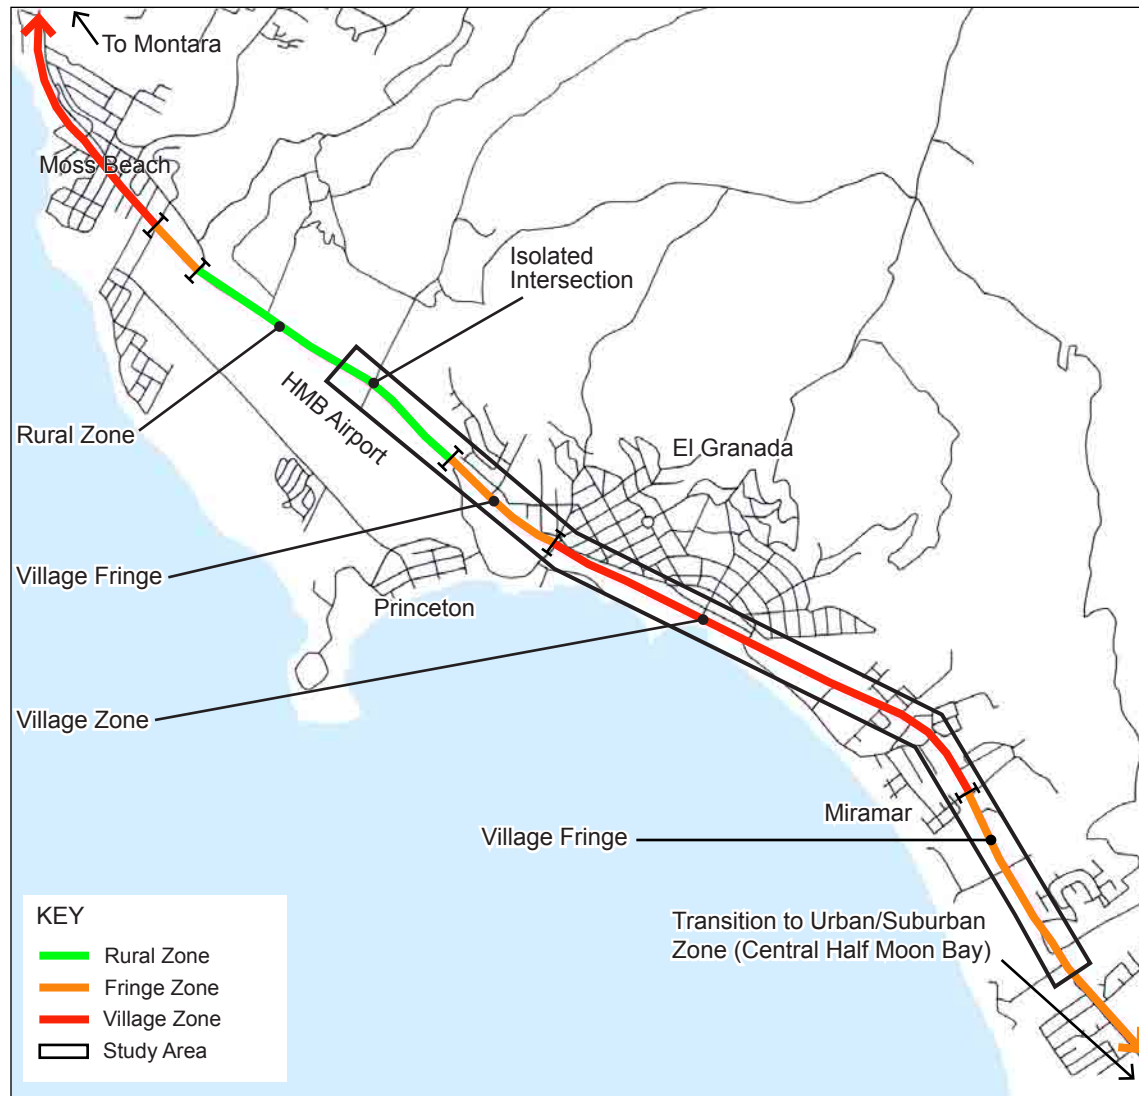 To Montara
Moss Beach
Isolated
Intersection
HMB Airport
Rural Zone
El Granada
Village Fringe
Princeton
Village Zone
Miramar
Village Fringe
Transition to Urban/Suburban
Zone (Central Half Moon Bay)
KEY
Rural Zone
Fringe Zone
Village Zone
Study Area